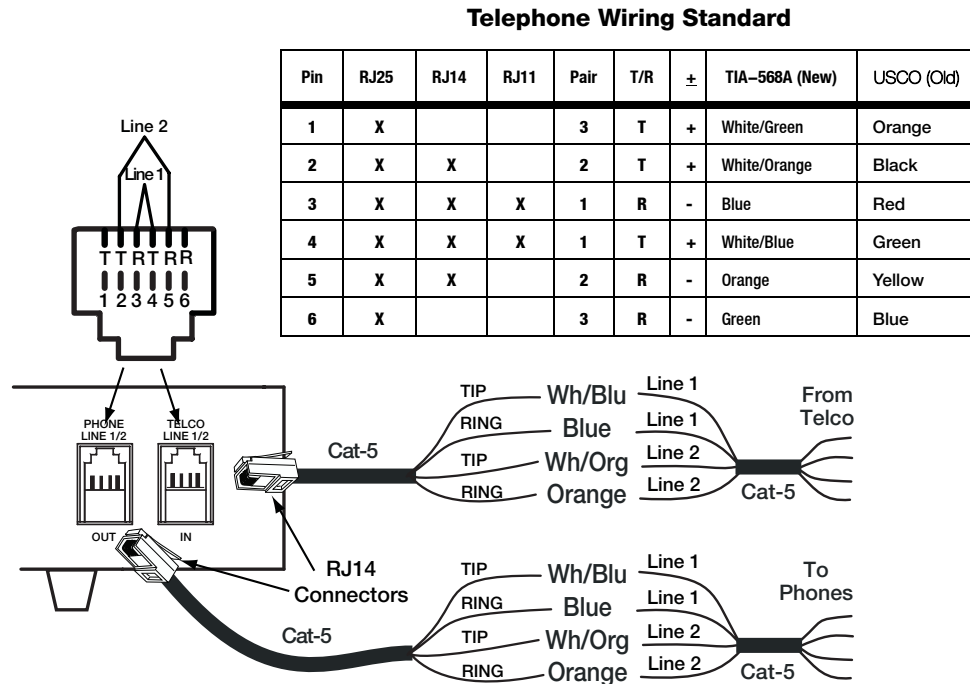 Telephone Wiring Standard
Pin RJ25 RJ14 RJ11 Pair T/R ± TIA–568A (New) USCO (Old)
1 X 3 T + White/Green Orange
2 X X 2 T + White/Orange Black
3 X X X 1 R - Blue Red
4 X X X 1 T + White/Blue Green
5 X X 2 R - Orange Yellow
6 X 3 R - Green Blue
Line 2
Line 1
T T R T R R
1 2 3 4 5 6
PHONE
LINE 1/2
TELCO
LINE 1/2
OUT
IN
Cat-5
RJ14
Connectors
Cat-5
TIP Wh/Blu Line 1
RING Blue Line 1
TIP Wh/Org Line 2
RING Orange Line 2
From
Telco
Cat-5
TIP Wh/Blu Line 1
RING Blue Line 1
TIP Wh/Org Line 2
RING Orange Line 2
To
Phones
Cat-5